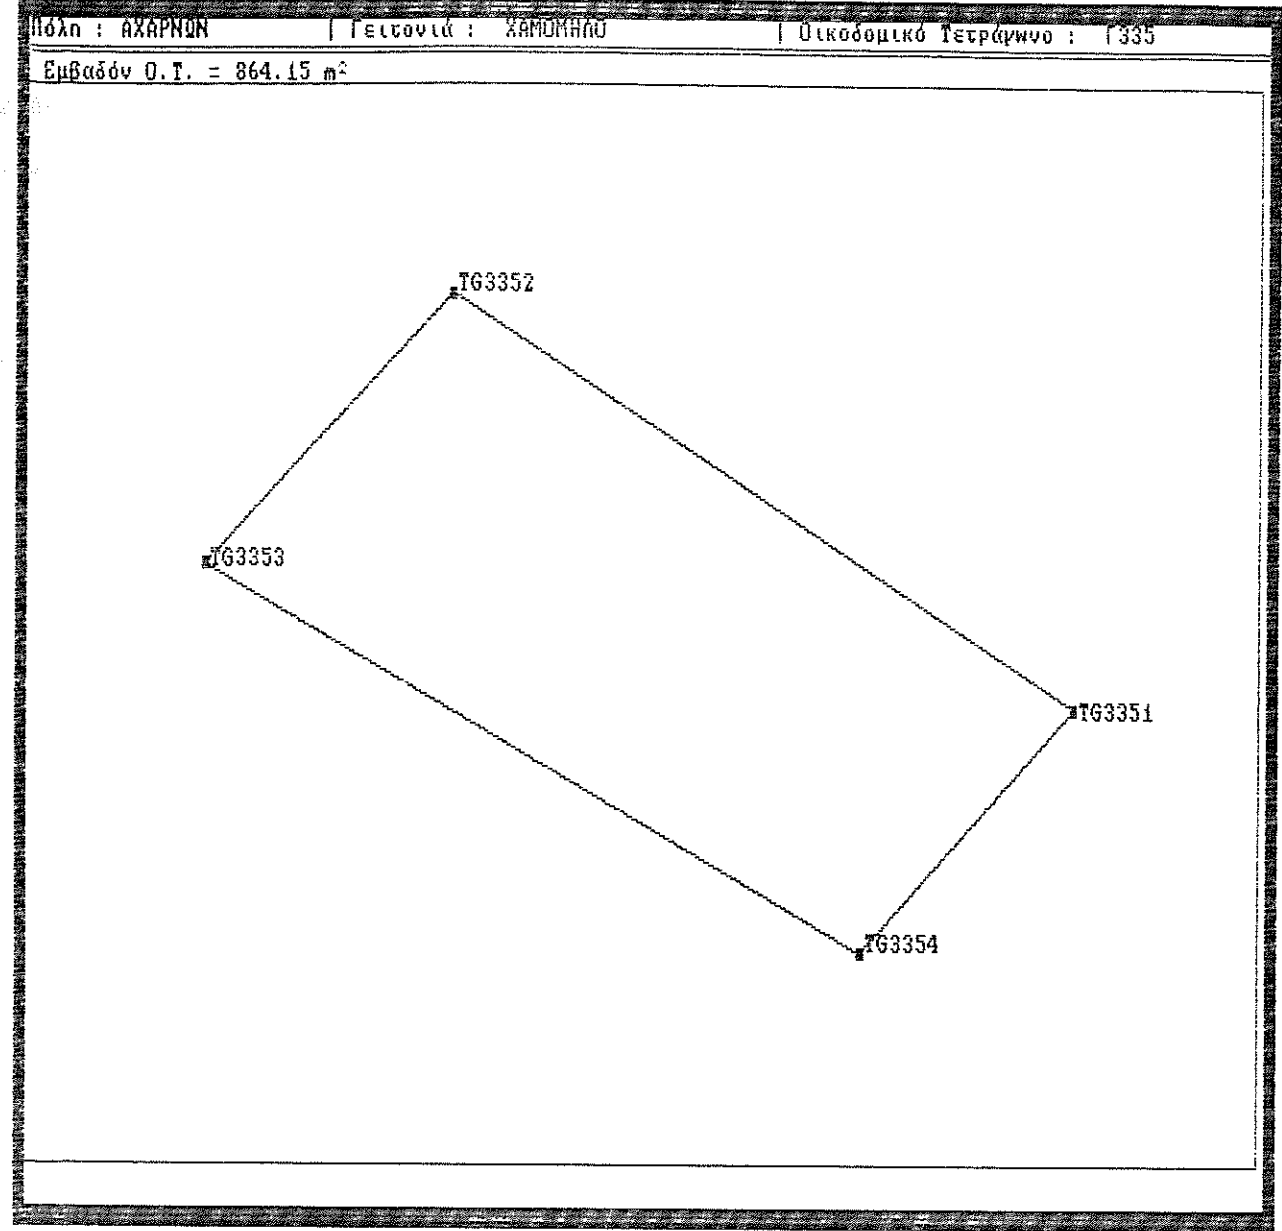 Πόλη : ΑΧΑΡΝΩΝ | Γειτονιά : ΧΑΜΟΜΗΛΟ | Οικοδομικό Τετράγωνο : Γ335
Εμβαδόν Ο.Τ. = 864.15 m²
TG3352
TG3353
TG3351
TG3354